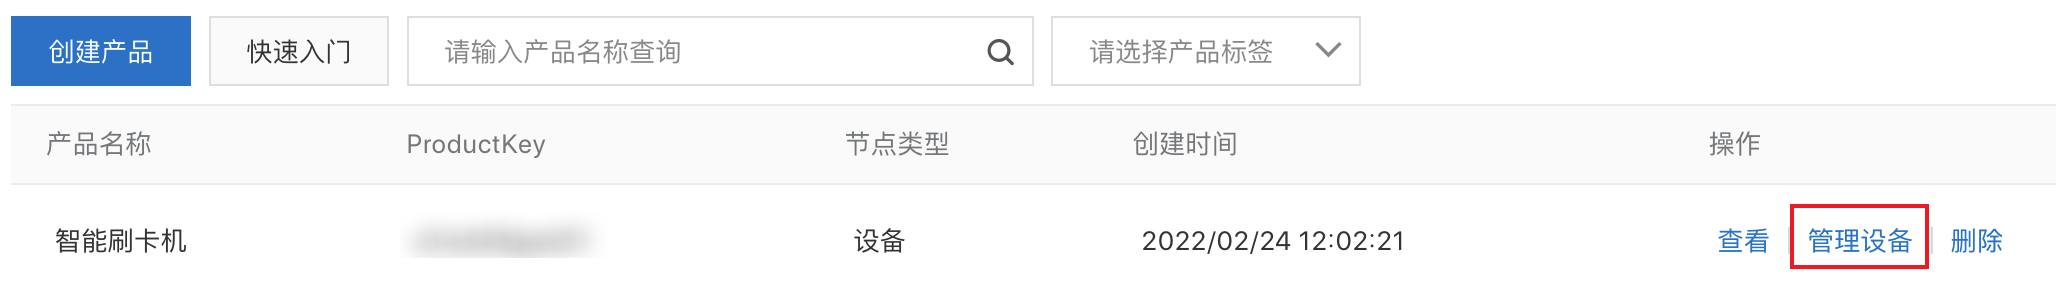 创建产品 快速入门 请输入产品名称查询 请选择产品标签
产品名称 ProductKey 节点类型 创建时间 操作
智能刷卡机 设备 2022/02/24 12:02:21 查看 管理设备 删除